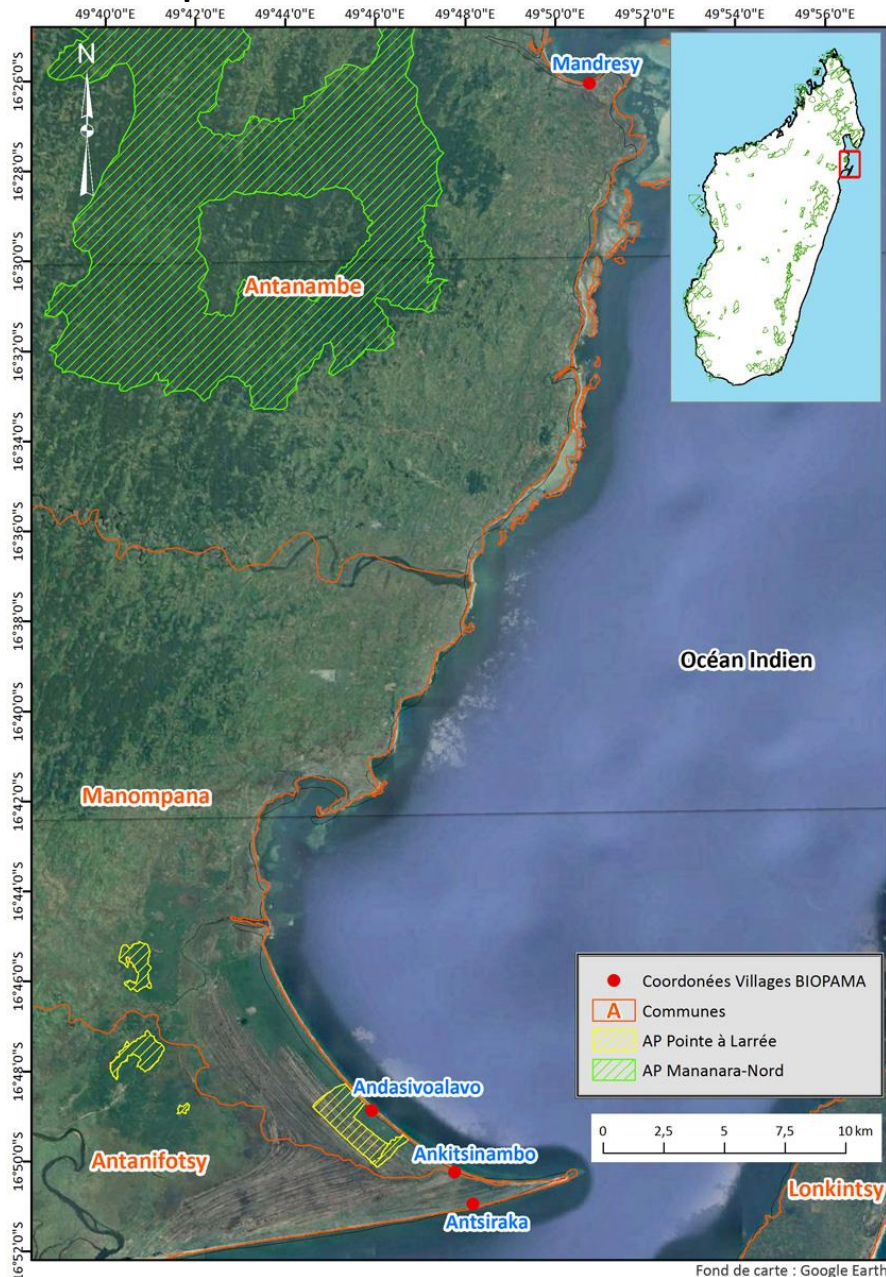 49°40'0"E 49°42'0"E 49°44'0"E 49°46'0"E 49°48'0"E 49°50'0"E 49°52'0"E 49°54'0"E 49°56'0"E
N
Mandresy
16°26'0"S
16°28'0"S
16°30'0"S
Antanambe
16°32'0"S
16°34'0"S
16°36'0"S
16°38'0"S
Océan Indien
16°40'0"S
Manompana
16°42'0"S
16°44'0"S
16°46'0"S
Coordonées Villages BIOPAMA
A Communes
AP Pointe à Larrée
AP Mananara-Nord
16°48'0"S
Andasivoalavo
0 2,5 5 7,5 10 km
16°50'0"S
Antanifotsy
Ankitsinambo
Lonkintsy
Antsiraka
16°52'0"S
Fond de carte : Google Earth